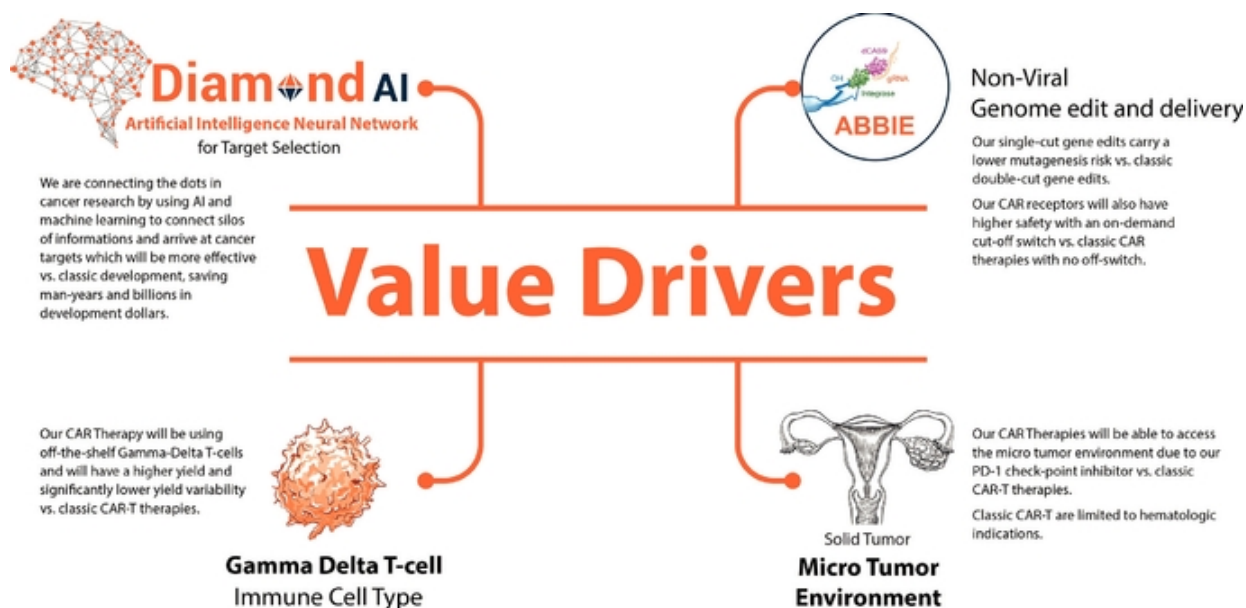 Diamond AI
Artificial Intelligence Neural Network
for Target Selection
We are connecting the dots in
cancer research by using AI and
machine learning to connect silos
of informations and arrive at cancer
targets which will be more effective
vs. classic development, saving
man-years and billions in
development dollars.
dCAS9
OH
gRNA
Integrase
ABBIE
Non-Viral
Genome edit and delivery
Our single-cut gene edits carry a
lower mutagenesis risk vs. classic
double-cut gene edits.
Our CAR receptors will also have
higher safety with an on-demand
cut-off switch vs. classic CAR
therapies with no off-switch.
Value Drivers
Our CAR Therapy will be using
off-the-shelf Gamma-Delta T-cells
and will have a higher yield and
significantly lower yield variability
vs. classic CAR-T therapies.
Gamma Delta T-cell
Immune Cell Type
Solid Tumor
Micro Tumor
Environment
Our CAR Therapies will be able to access
the micro tumor environment due to our
PD-1 check-point inhibitor vs. classic
CAR-T therapies.
Classic CAR-T are limited to hematologic
indications.